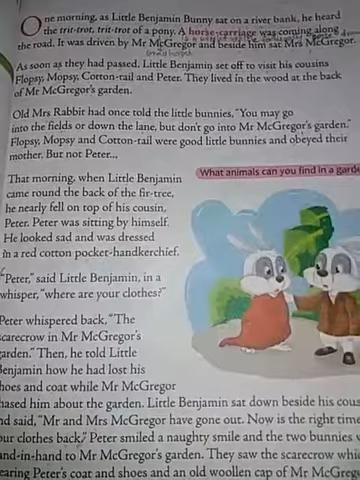 One morning, as Little Benjamin Bunny sat on a river bank, he heard
the trit-trot, trit-trot of a pony. A horse-carriage was coming along
the road. It was driven by Mr McGregor and beside him sat Mrs McGregor.
As soon as they had passed, Little Benjamin set off to visit his cousins
Flopsy, Mopsy, Cotton-tail and Peter. They lived in the wood at the back
of Mr McGregor's garden.
Old Mrs Rabbit had once told the little bunnies, "You may go
into the fields or down the lane, but don't go into Mr McGregor's garden."
Flopsy, Mopsy and Cotton-tail were good little bunnies and obeyed their
mother. But not Peter...
What animals can you find in a garde
That morning, when Little Benjamin
came round the back of the fir-tree,
he nearly fell on top of his cousin,
Peter. Peter was sitting by himself.
He looked sad and was dressed
in a red cotton pocket-handkerchief.
"Peter," said Little Benjamin, in a
whisper, "where are your clothes?"
Peter whispered back, "The
scarecrow in Mr McGregor's
garden." Then, he told Little
Benjamin how he had lost his
hoes and coat while Mr McGregor
hased him about the garden. Little Benjamin sat down beside his cous
nd said, "Mr and Mrs McGregor have gone out. Now is the right time
our clothes back." Peter smiled a naughty smile and the two bunnies w
and-in-hand to Mr McGregor's garden. They saw the scarecrow whic
earing Peter's coat and shoes and an old woollen cap of Mr McGrego